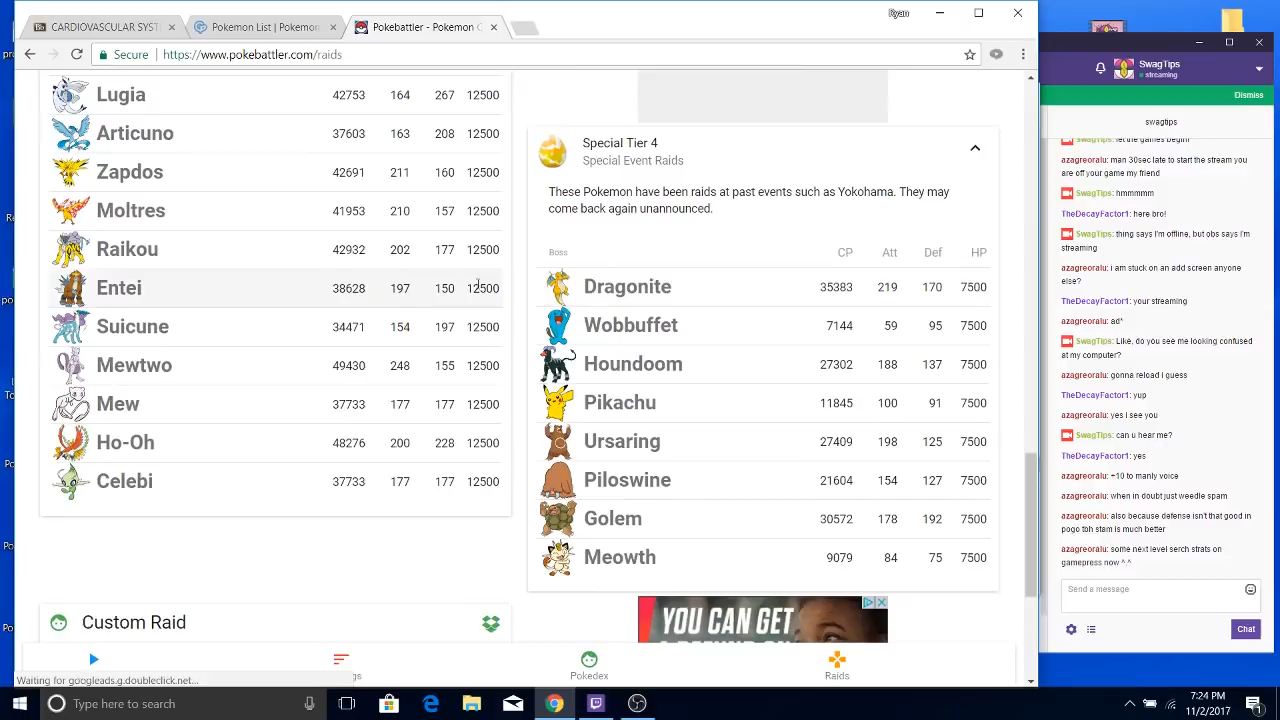 Ryan
CARDIOVASCULAR SYST
Pokemon List | Pokemon
Pokebattler - Pokemon G
Secure
https://www.pokebattler.com/raids
Lugia 42753 164 267 12500
Articuno 37603 163 208 12500
Zapdos 42691 211 160 12500
Moltres 41953 210 157 12500
Raikou 42932 202 177 12500
Entei 38628 197 150 12500
Suicune 34471 154 197 12500
Mewtwo 49430 248 155 12500
Mew 37733 177 177 12500
Ho-Oh 48276 200 228 12500
Celebi 37733 177 177 12500
Custom Raid
Special Tier 4
Special Event Raids
These Pokemon have been raids at past events such as Yokohama. They may
come back again unannounced.
Boss CP Att Def HP
Dragonite 35383 219 170 7500
Wobbuffet 7144 59 95 7500
Houndoom 27302 188 137 7500
Pikachu 11845 100 91 7500
Ursaring 27409 198 125 7500
Piloswine 21604 154 127 7500
Golem 30572 178 192 7500
Meowth 9079 84 75 7500
YOU CAN GET
gs
Pokedex
Raids
Waiting for googleads.g.doubleclick.net...
SwagTips
streaming
Dismiss
swagtips
SwagTips: let the games begin!
azagreoralu: man 30sec late to start the stream you
are off your game my friend
SwagTips: hmmmmm
TheDecayFactor1: here bro!
SwagTips: thing says I'm offline, but obs says I'm
streaming
azagreoralu: i am stuck on an add screen anyone
else?
TheDecayFactor1: your streaming
azagreoralu: ad*
SwagTips: Like, do you see me looking confused
at my computer?
azagreoralu: gonna reload i guess
TheDecayFactor1: yup
azagreoralu: yes i see you
SwagTips: can u hear me?
TheDecayFactor1: yes
azagreoralu: +10 to manly voice
azagreoralu: when in doubt just weedle spam
azagreoralu: also because defense isn't that good in
pogo tbh stam is much better
azagreoralu: some next level serch strats on
gamepress now ^.^
Send a message
Chat
Type here to search
7:24 PM
11/2/2017